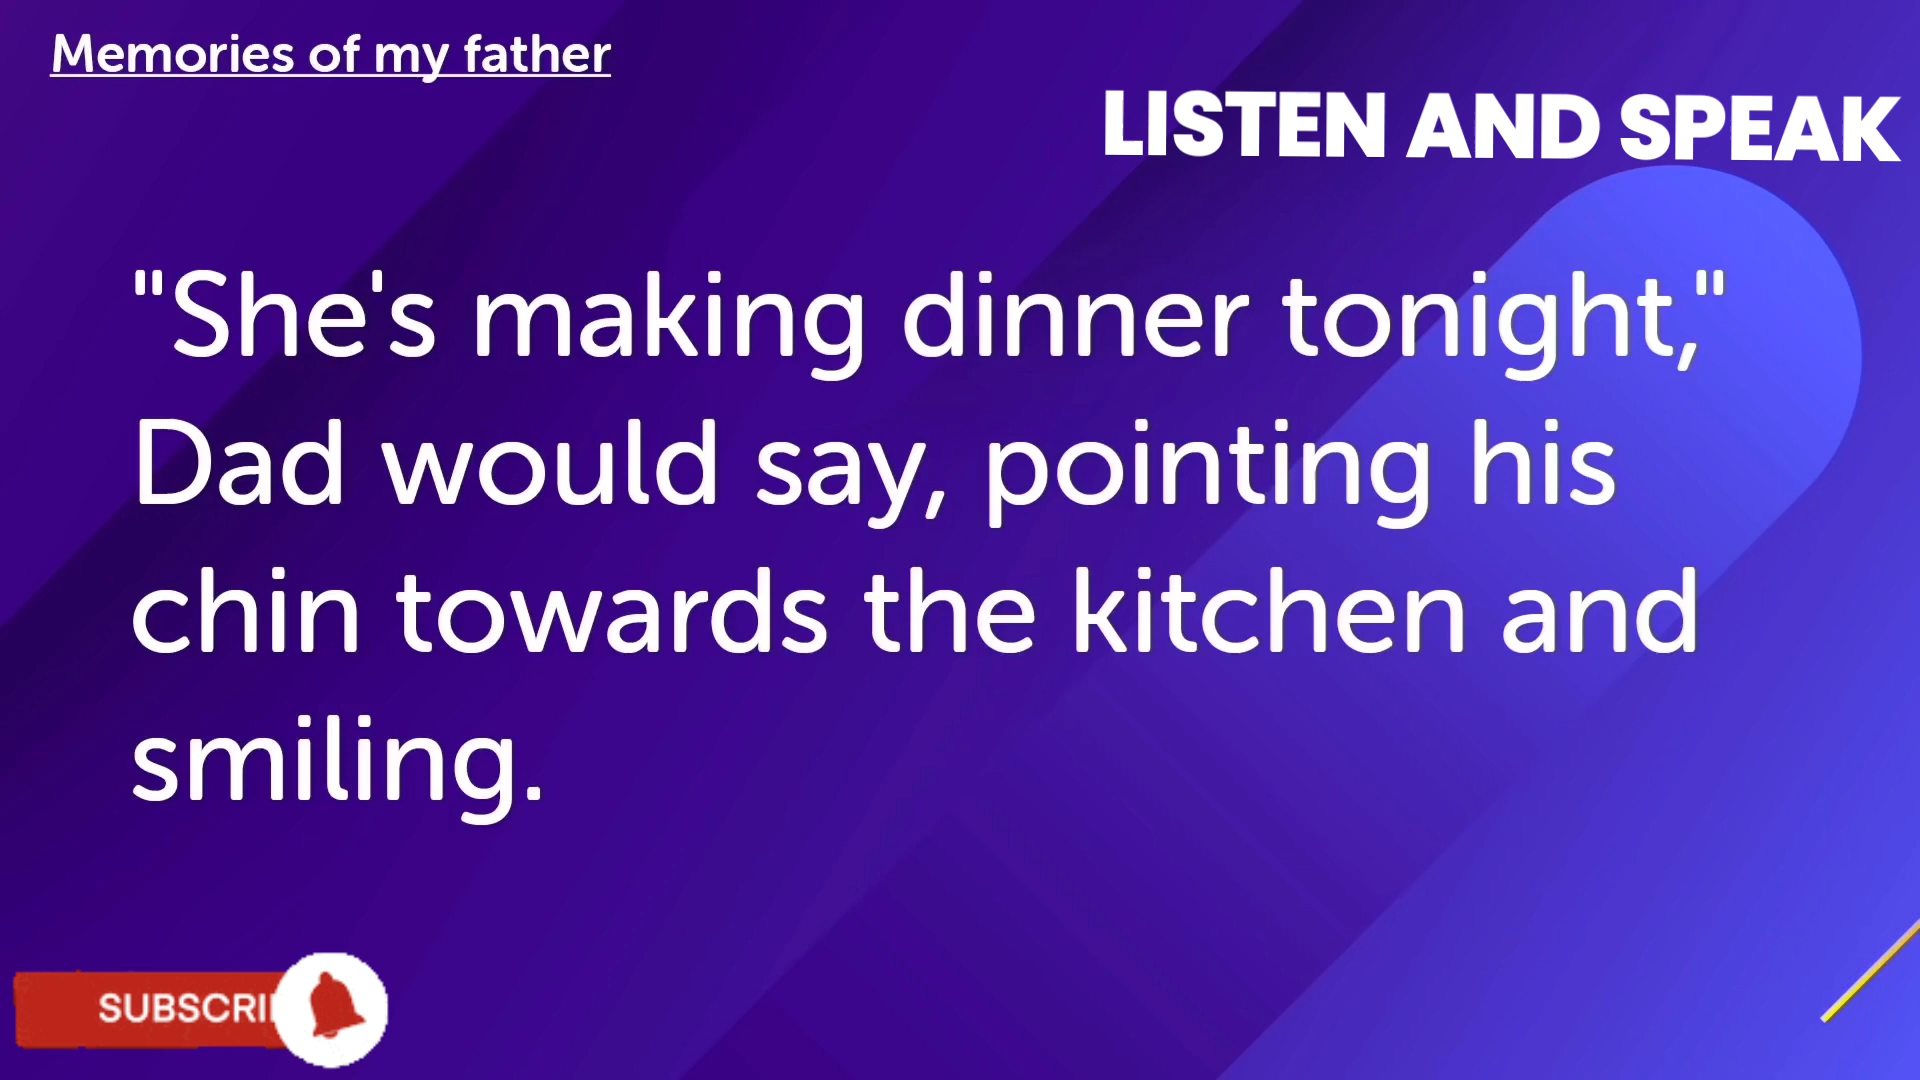 Memories of my father
LISTEN AND SPEAK
"She's making dinner tonight,"
Dad would say, pointing his
chin towards the kitchen and
smiling.
SUBSCRI